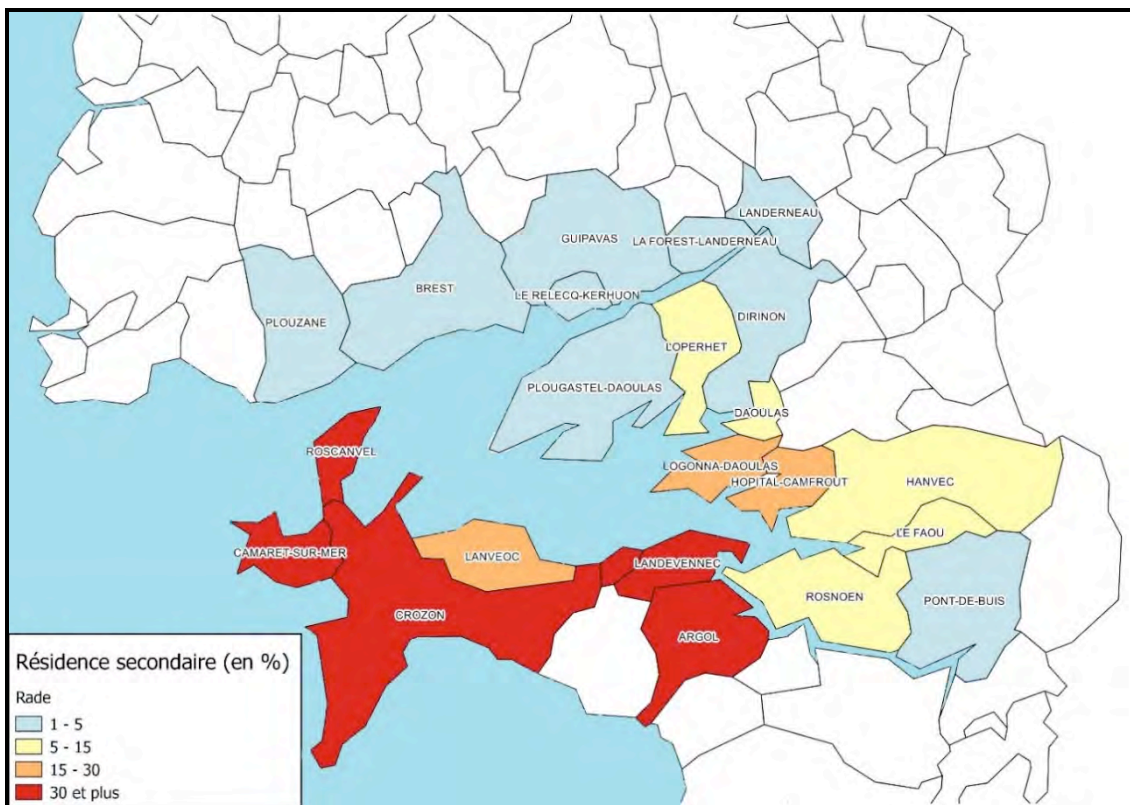 LANDERNEAU
GUIPAVAS
LA FOREST-LANDERNEAU
BREST
LE RELECQ-KERHUON
PLOUZANE
DIRINON
L'OPERHET
PLOUGASTEL-DAOULAS
DAOULAS
ROSCANVEL
LOGONNA-DAOULAS
HOPITAL-CAMFROUT
HANVEC
LE FAOU
CAMARET-SUR-MER
LANVEOC
LANDEVENNEC
ROSNOEN
PONT-DE-BUIS
CROZON
ARGOL
Résidence secondaire (en %)
Rade
1 - 5
5 - 15
15 - 30
30 et plus